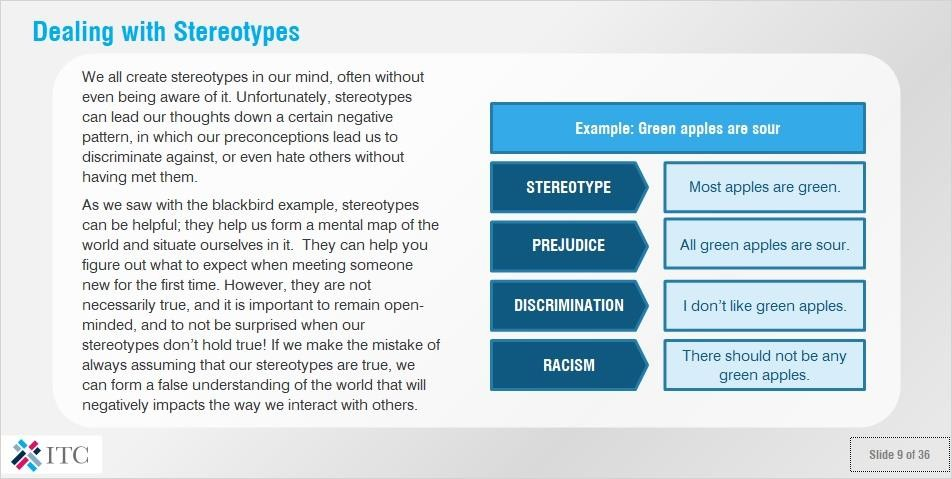 Dealing with Stereotypes
We all create stereotypes in our mind, often without
even being aware of it. Unfortunately, stereotypes
can lead our thoughts down a certain negative
pattern, in which our preconceptions lead us to
discriminate against, or even hate others without
having met them.
As we saw with the blackbird example, stereotypes
can be helpful; they help us form a mental map of the
world and situate ourselves in it. They can help you
figure out what to expect when meeting someone
new for the first time. However, they are not
necessarily true, and it is important to remain open-
minded, and to not be surprised when our
stereotypes don't hold true! If we make the mistake of
always assuming that our stereotypes are true, we
can form a false understanding of the world that will
negatively impacts the way we interact with others.
Example: Green apples are sour
STEREOTYPE
Most apples are green.
PREJUDICE
All green apples are sour.
DISCRIMINATION
I don't like green apples.
RACISM
There should not be any
green apples.
ITC
Slide 9 of 36